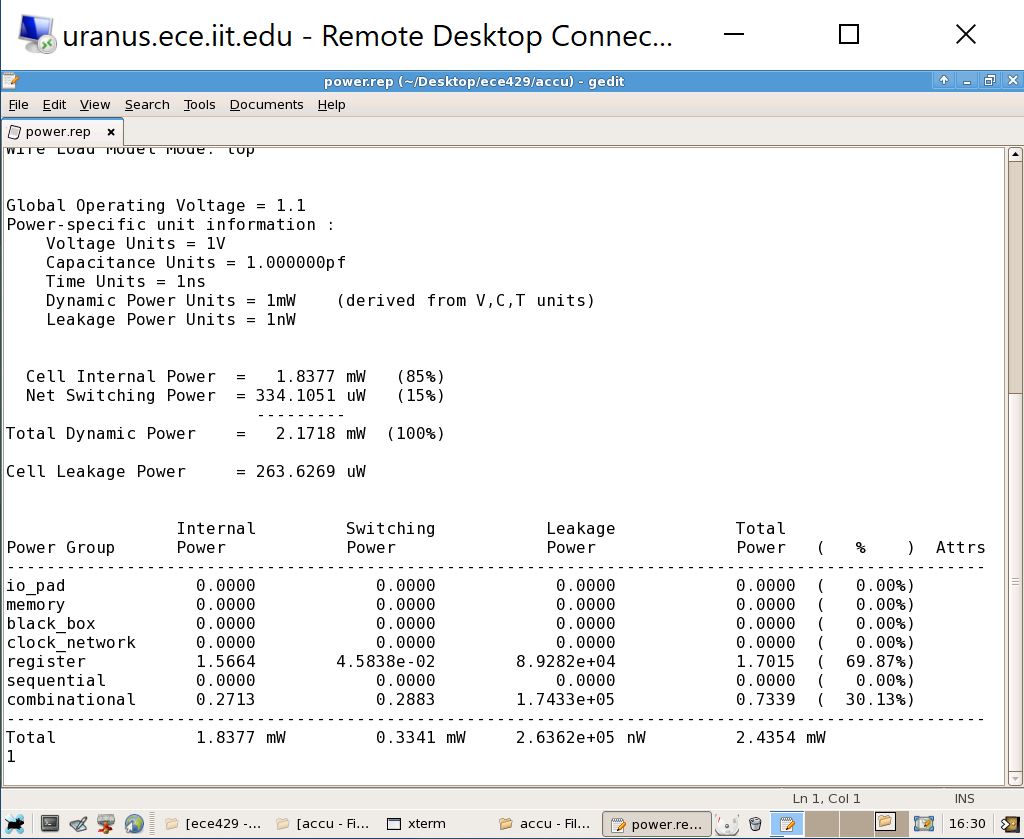 uranus.ece.iit.edu - Remote Desktop Connec...
power.rep (~/Desktop/ece429/accu) - gedit
File Edit View Search Tools Documents Help
power.rep
Wire Load Model Mode: top
Global Operating Voltage = 1.1
Power-specific unit information :
    Voltage Units = 1V
    Capacitance Units = 1.000000pf
    Time Units = 1ns
    Dynamic Power Units = 1mW    (derived from V,C,T units)
    Leakage Power Units = 1nW
  Cell Internal Power  =   1.8377 mW   (85%)
  Net Switching Power  = 334.1051 uW   (15%)
                         ---------
Total Dynamic Power    =   2.1718 mW  (100%)
Cell Leakage Power     = 263.6269 uW
                 Internal         Switching           Leakage            Total
Power Group      Power            Power               Power              Power   (   %    )  Attrs
--------------------------------------------------------------------------------------------------
io_pad             0.0000            0.0000            0.0000            0.0000  (   0.00%)
memory             0.0000            0.0000            0.0000            0.0000  (   0.00%)
black_box          0.0000            0.0000            0.0000            0.0000  (   0.00%)
clock_network      0.0000            0.0000            0.0000            0.0000  (   0.00%)
register           1.5664        4.5838e-02        8.9282e+04            1.7015  (  69.87%)
sequential         0.0000            0.0000            0.0000            0.0000  (   0.00%)
combinational      0.2713            0.2883        1.7433e+05            0.7339  (  30.13%)
--------------------------------------------------------------------------------------------------
Total              1.8377 mW         0.3341 mW     2.6362e+05 nW         2.4354 mW
1
Ln 1, Col 1 INS
[ece429 -... [accu - Fi... xterm accu - Fil... power.re... 16:30